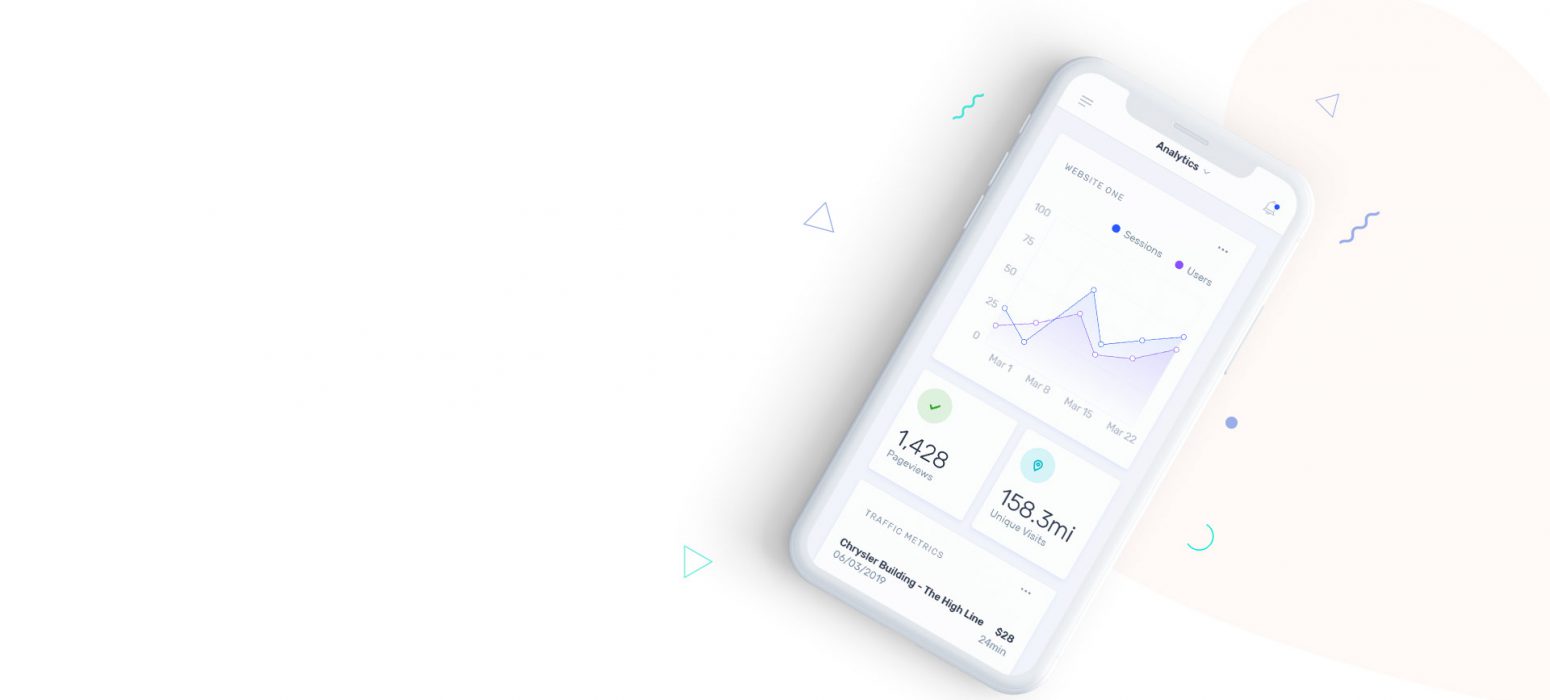 Analytics
WEBSITE ONE
Sessions
Users
100
75
50
25
0
Mar 1
Mar 8
Mar 15
Mar 22
1,428
Pageviews
158.3mi
Unique Visits
TRAFFIC METRICS
Chrysler Building - The High Line
$28
06/03/2019
24min